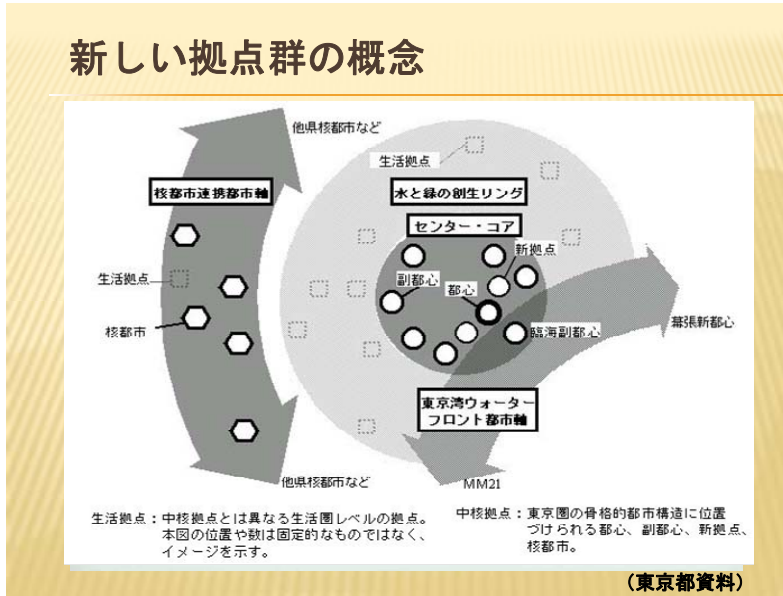 新しい拠点群の概念
他県核都市など
生活拠点
核都市連携都市軸
水と緑の創生リング
センター・コア
新拠点
生活拠点
副都心
都心
核都市
臨海副都心
幕張新都心
東京湾ウォーター
フロント都市軸
他県核都市など
MM21
生活拠点：中核拠点とは異なる生活圏レベルの拠点。
本図の位置や数は固定的なものではなく、
イメージを示す。
中核拠点：東京圏の骨格的都市構造に位置
づけられる都心、副都心、新拠点、
核都市。
（東京都資料）